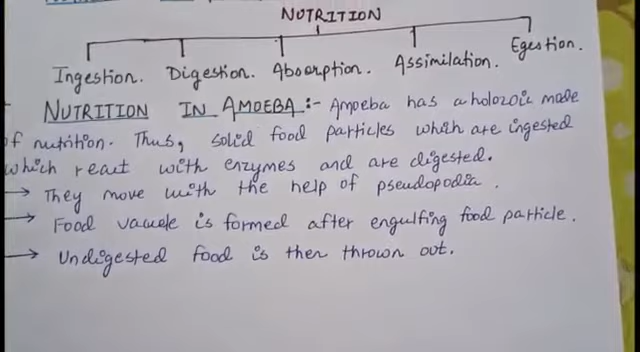 NUTRITION
Ingestion. Digestion. Absorption. Assimilation. Egestion.
NUTRITION IN AMOEBA :- Amoeba has a holozoic mode
of nutrition. Thus, solid food particles which are ingested
which react with enzymes and are digested.
→ They move with the help of pseudopodia.
→ Food vacuole is formed after engulfing food particle.
→ Undigested food is then thrown out.